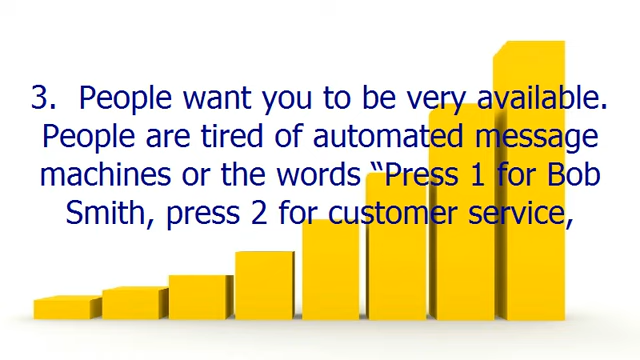 3.  People want you to be very available.
People are tired of automated message
machines or the words “Press 1 for Bob
Smith, press 2 for customer service,